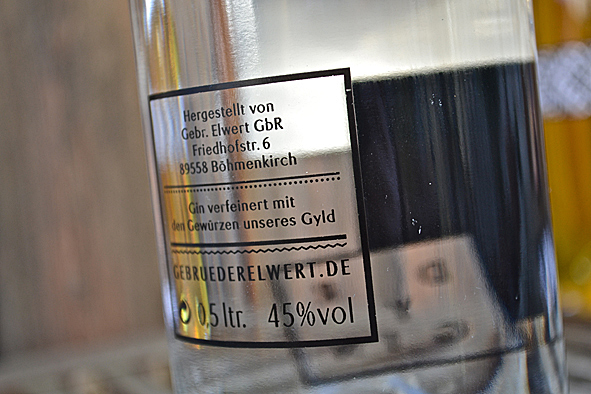 Hergestellt von
Gebr. Elwert GbR
Friedhofstr. 6
89558 Böhmenkirch
Gin verfeinert mit
den Gewürzen unseres Gyld
GEBRUEDERELWERT.DE
0,5 ltr. 45%vol